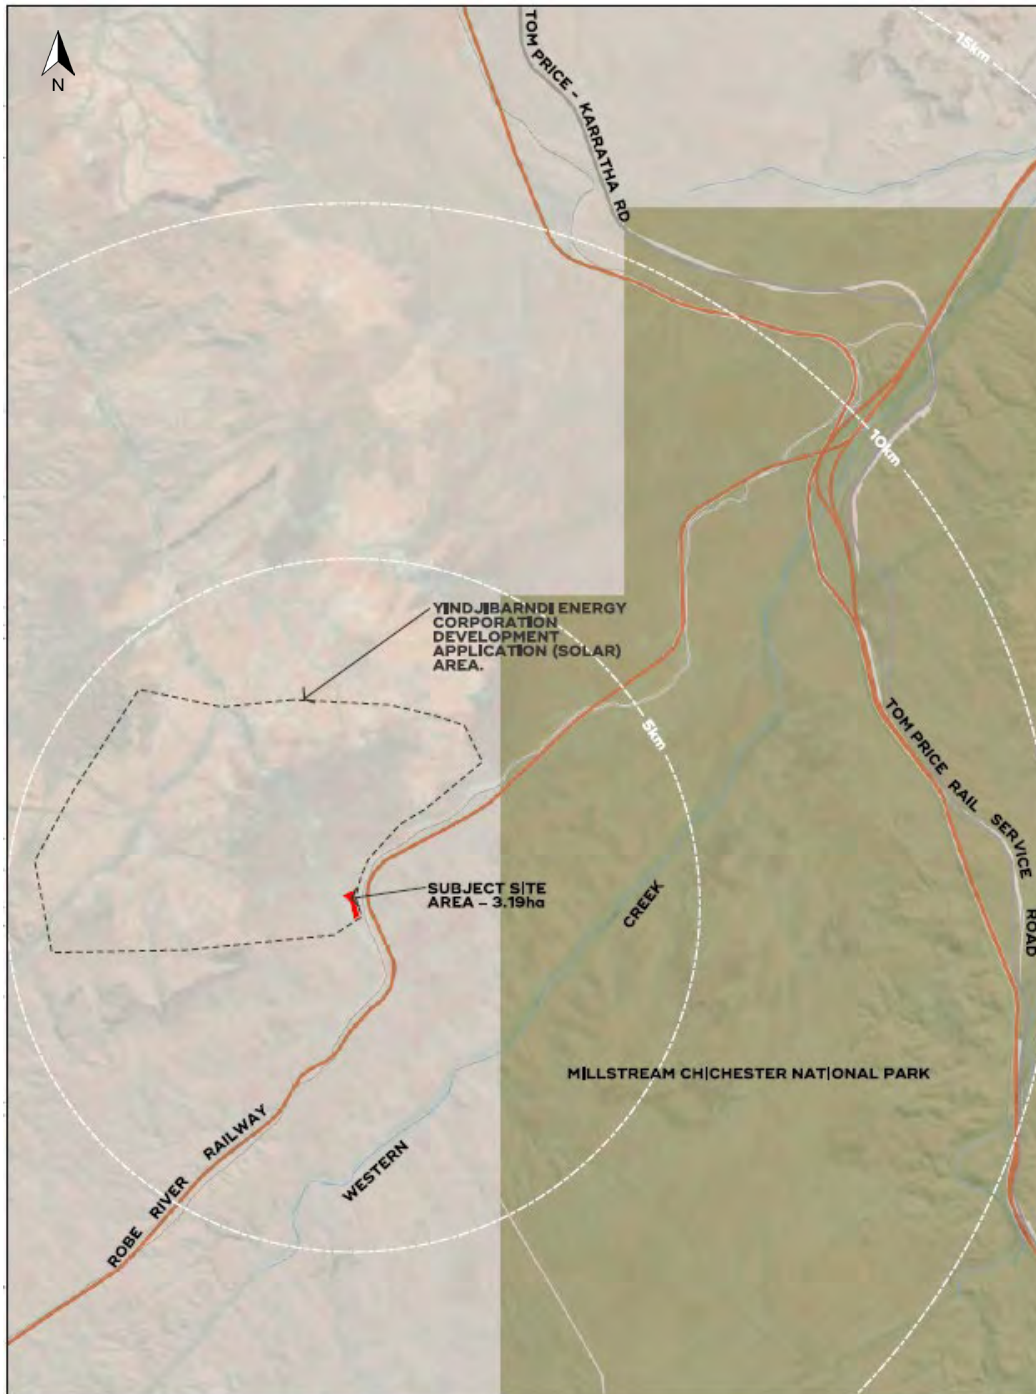 N
15km
TOM PRICE - KARRATHA RD
10km
YINDJIBARNDI ENERGY
CORPORATION
DEVELOPMENT
APPLICATION (SOLAR)
AREA.
5km
TOM PRICE RAIL SERVICE ROAD
SUBJECT SITE
AREA – 3.19ha
WESTERN CREEK
MILLSTREAM CHICHESTER NATIONAL PARK
ROBE RIVER RAILWAY